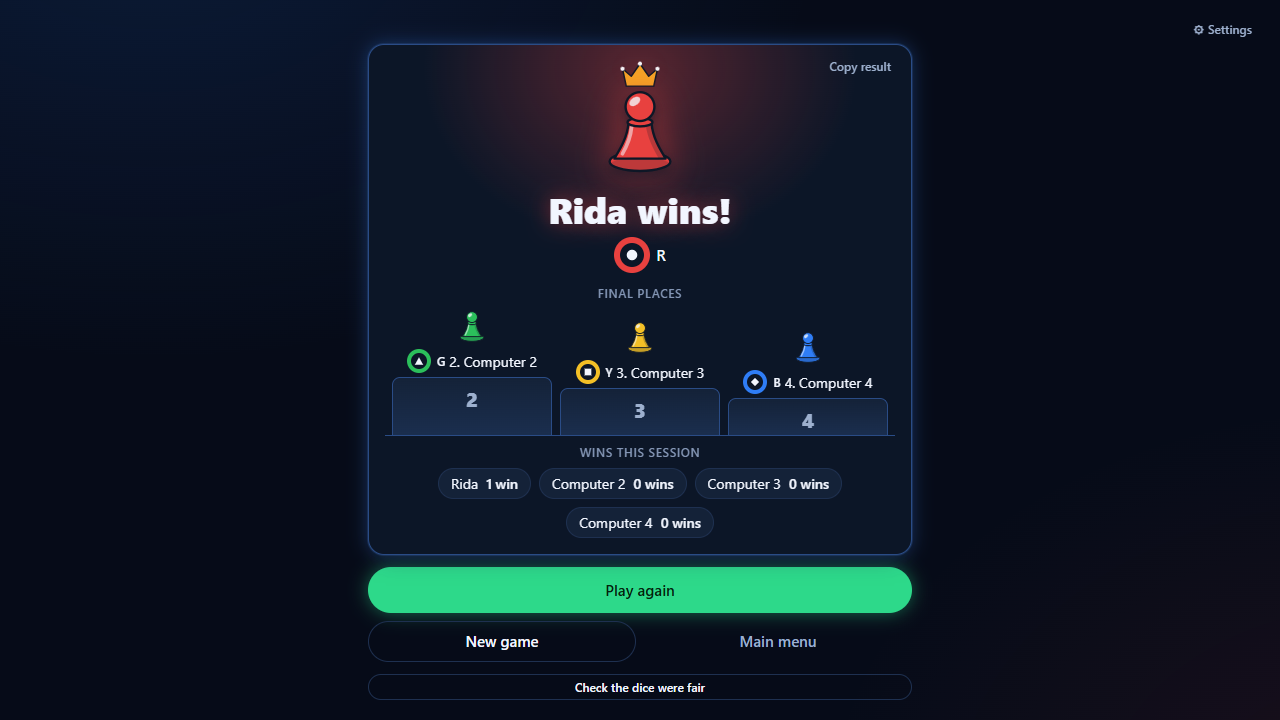 ⚙ Settings
Copy result
Rida wins!
R
FINAL PLACES
G 2. Computer 2
Y 3. Computer 3
B 4. Computer 4
2
3
4
WINS THIS SESSION
Rida 1 win
Computer 2 0 wins
Computer 3 0 wins
Computer 4 0 wins
Play again
New game
Main menu
Check the dice were fair